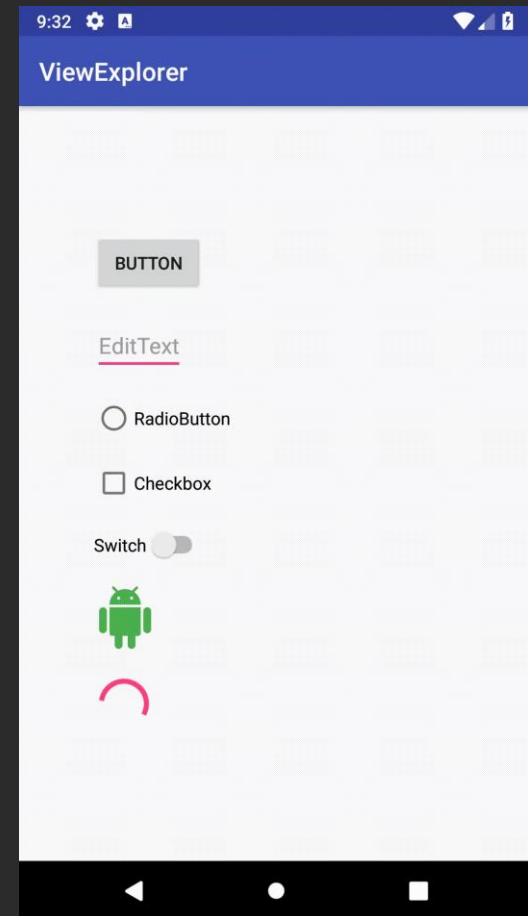 9:32
ViewExplorer
BUTTON
EditText
RadioButton
Checkbox
Switch